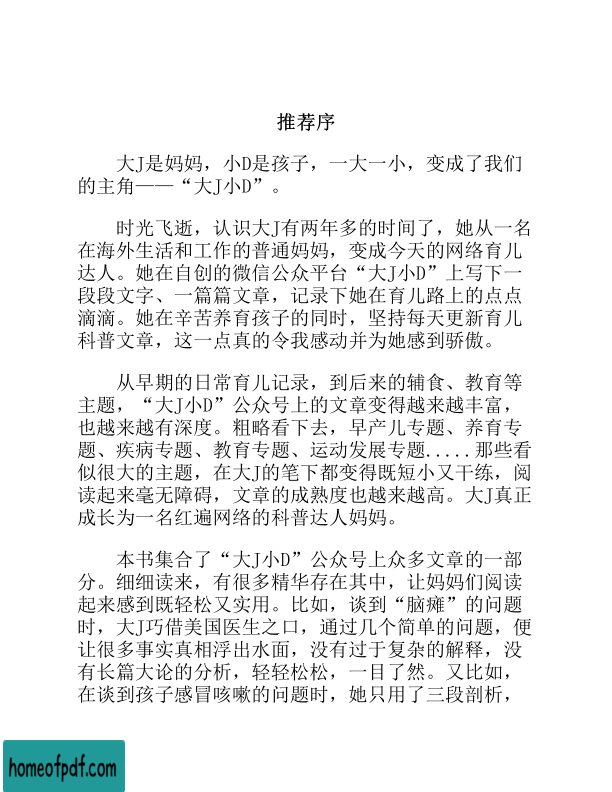 推荐序
大J是妈妈，小D是孩子，一大一小，变成了我们
的主角——“大J小D”。
时光飞逝，认识大J有两年多的时间了，她从一名
在海外生活和工作的普通妈妈，变成今天的网络育儿
达人。她在自创的微信公众平台“大J小D”上写下一
段段文字、一篇篇文章，记录下她在育儿路上的点点
滴滴。她在辛苦养育孩子的同时，坚持每天更新育儿
科普文章，这一点真的令我感动并为她感到骄傲。
从早期的日常育儿记录，到后来的辅食、教育等
主题，“大J小D”公众号上的文章变得越来越丰富，
也越来越有深度。粗略看下去，早产儿专题、养育专
题、疾病专题、教育专题、运动发展专题.....那些看
似很大的主题，在大J的笔下都变得既短小又干练，阅
读起来毫无障碍，文章的成熟度也越来越高。大J真正
成长为一名红遍网络的科普达人妈妈。
本书集合了“大J小D”公众号上众多文章的一部
分。细细读来，有很多精华存在其中，让妈妈们阅读
起来感到既轻松又实用。比如，谈到“脑瘫”的问题
时，大J巧借美国医生之口，通过几个简单的问题，便
让很多事实真相浮出水面，没有过于复杂的解释，没
有长篇大论的分析，轻轻松松，一目了然。又比如，
在谈到孩子感冒咳嗽的问题时，她只用了三段剖析，
homeofpdf.com